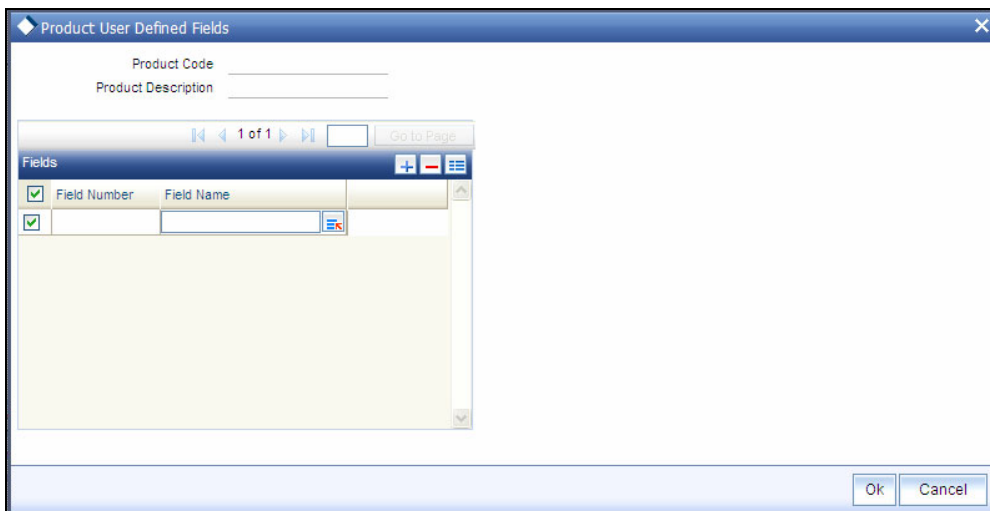 Product User Defined Fields
Product Code
Product Description
1 of 1 Go to Page
Fields
Field Number Field Name
Ok Cancel